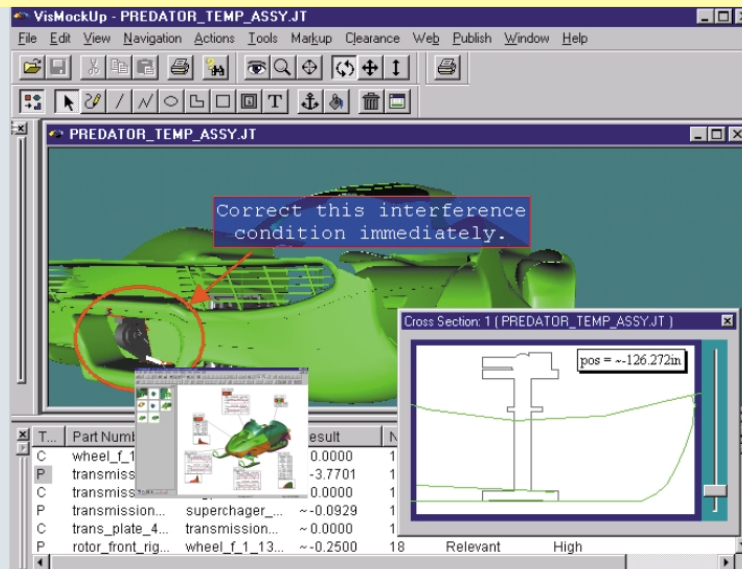 VisMockUp - PREDATOR_TEMP_ASSY.JT
File Edit View Navigation Actions Tools Markup Clearance Web Publish Window Help
T
PREDATOR_TEMP_ASSY.JT
Correct this interference
condition immediately.
Cross Section: 1 ( PREDATOR_TEMP_ASSY.JT )
pos = ~-126.272in
T... Part Numb esult N
C wheel_f_1 0.0000 1
P transmiss ~-3.7701 1
C transmiss 0.0000 1
P transmission... superchager_... ~-0.0929 1
C trans_plate_4... transmission... ~0.0000 1
P rotor_front_rig... wheel_f_1_13... ~-0.2500 18 Relevant High